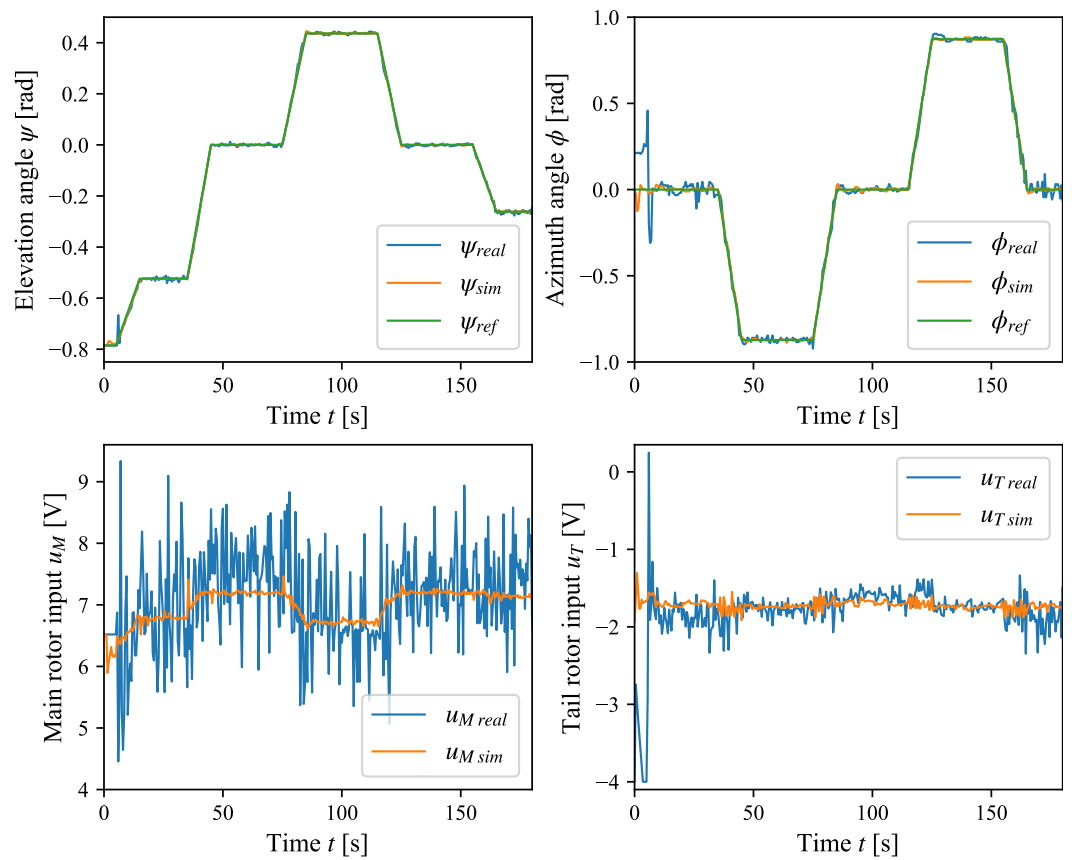 Elevation angle ψ [rad]
0.4
0.2
0.0
−0.2
−0.4
−0.6
−0.8
ψreal
ψsim
ψref
0 50 100 150
Time t [s]
Azimuth angle ϕ [rad]
1.0
0.5
0.0
−0.5
−1.0
ϕreal
ϕsim
ϕref
0 50 100 150
Time t [s]
Main rotor input uM [V]
9
8
7
6
5
4
uM real
uM sim
0 50 100 150
Time t [s]
Tail rotor input uT [V]
0
−1
−2
−3
−4
uT real
uT sim
0 50 100 150
Time t [s]